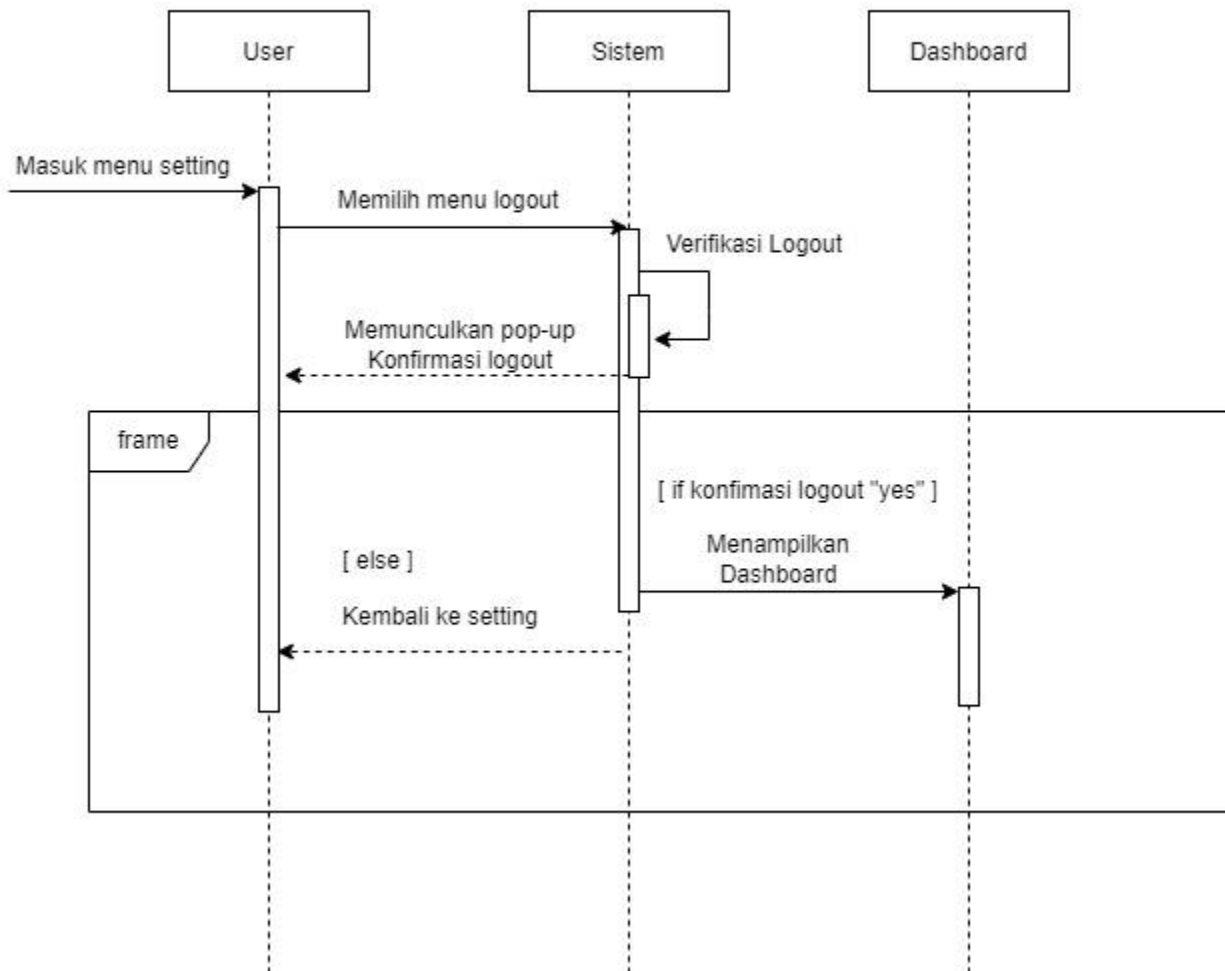 User
Sistem
Dashboard
Masuk menu setting
Memilih menu logout
Verifikasi Logout
Memunculkan pop-up
Konfirmasi logout
frame
[ if konfimasi logout "yes" ]
Menampilkan
Dashboard
[ else ]
Kembali ke setting